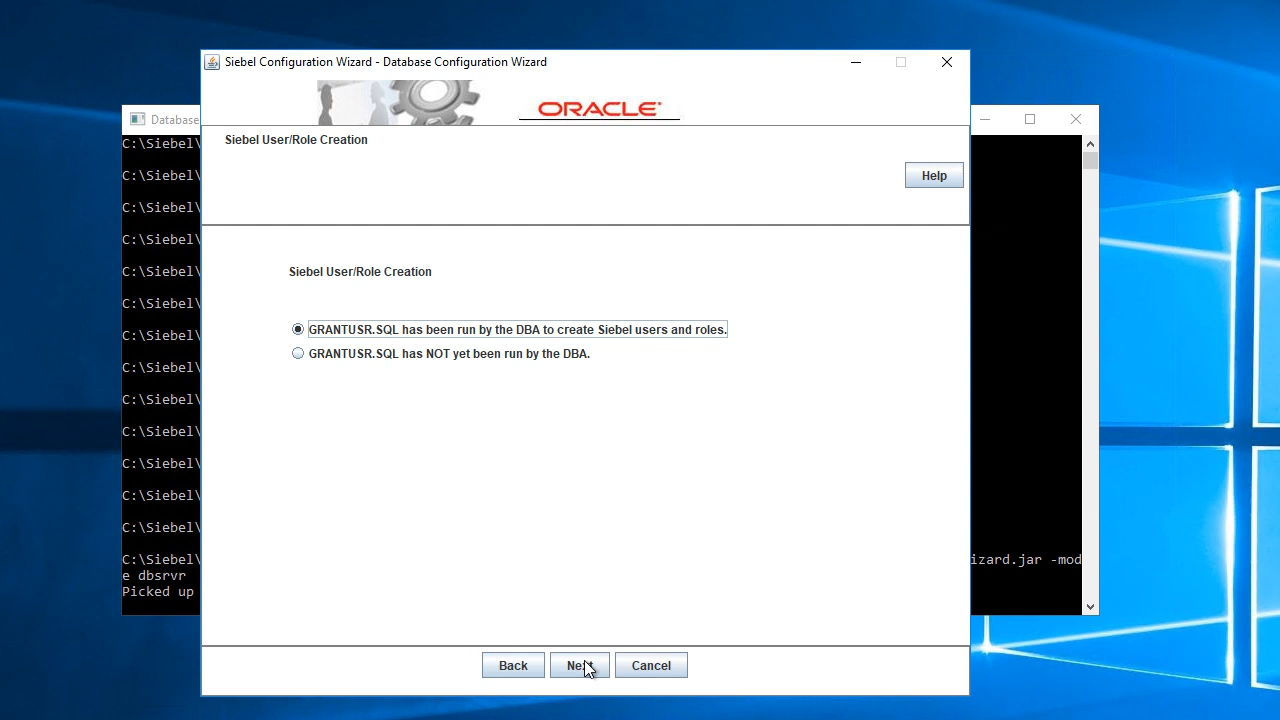 Siebel Configuration Wizard - Database Configuration Wizard
ORACLE
Database
Siebel User/Role Creation
Help
Siebel User/Role Creation
GRANTUSR.SQL has been run by the DBA to create Siebel users and roles.
GRANTUSR.SQL has NOT yet been run by the DBA.
C:\Siebel\
C:\Siebel\
C:\Siebel\
C:\Siebel\
C:\Siebel\
C:\Siebel\
C:\Siebel\
C:\Siebel\
C:\Siebel\
C:\Siebel\
C:\Siebel\
C:\Siebel\
C:\Siebel\
C:\Siebel\ izard.jar -mod
e dbsrvr
Picked up
Back Next Cancel